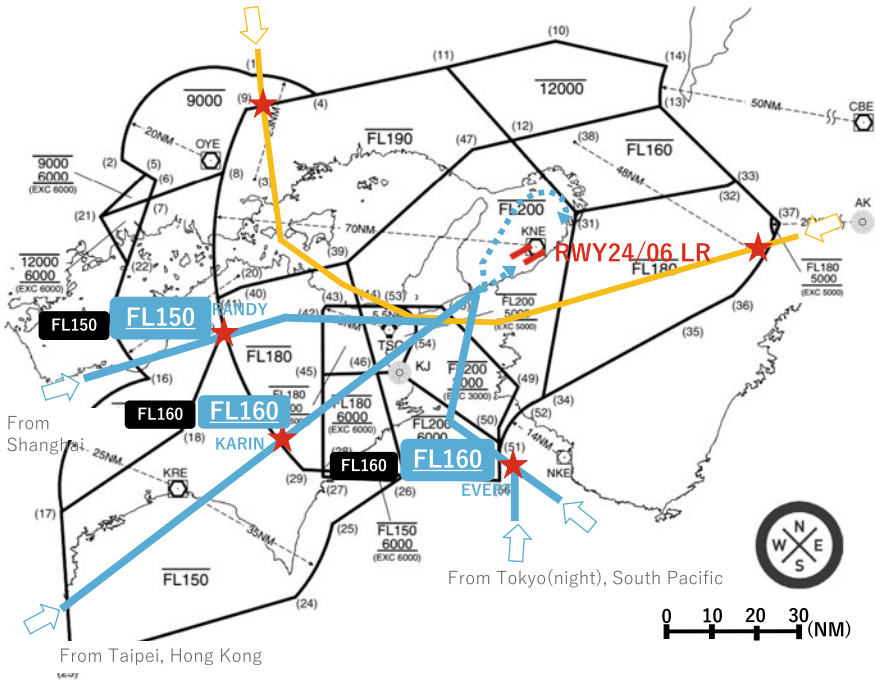 (10)
(11)
(1
(14)
9000
(9)
(4)
12000
50NM
CBE
(13)
20NM
OYE
(12)
(38)
FL190
(47)
FL160
9000
6000
(EXC 6000)
(2)
(5)
(6)
(8)
(3)
48NM
(33)
(32)
(7)
(21)
FL200
(31)
(37)
AK
70NM
KNE
RWY24/06 LR
(39)
FL180
12000
6000
(EXC 6000)
(22)
(20)
FL180
5000
(EXC 5000)
(40)
(41)
(43)
(53)
(36)
FL200
5000
(EXC 5000)
FL150
FL150
RANDY
(42)
(35)
TSC
(54)
KJ
FL180
(45)
(46)
FL200
(EXC 3000)
(16)
(49)
(34)
(52)
FL160
FL160
FL180
6000
(EXC 6000)
FL200
6000
(50)
From
Shanghai
(18)
KARIN
(51)
25NM
(28)
FL160
FL160
NKE
KRE
(29)
(27)
(26)
EVERT
(17)
(25)
FL150
6000
(EXC 6000)
35NM
N
W E
S
FL150
From Tokyo(night), South Pacific
(24)
0 10 20 30
(NM)
From Taipei, Hong Kong